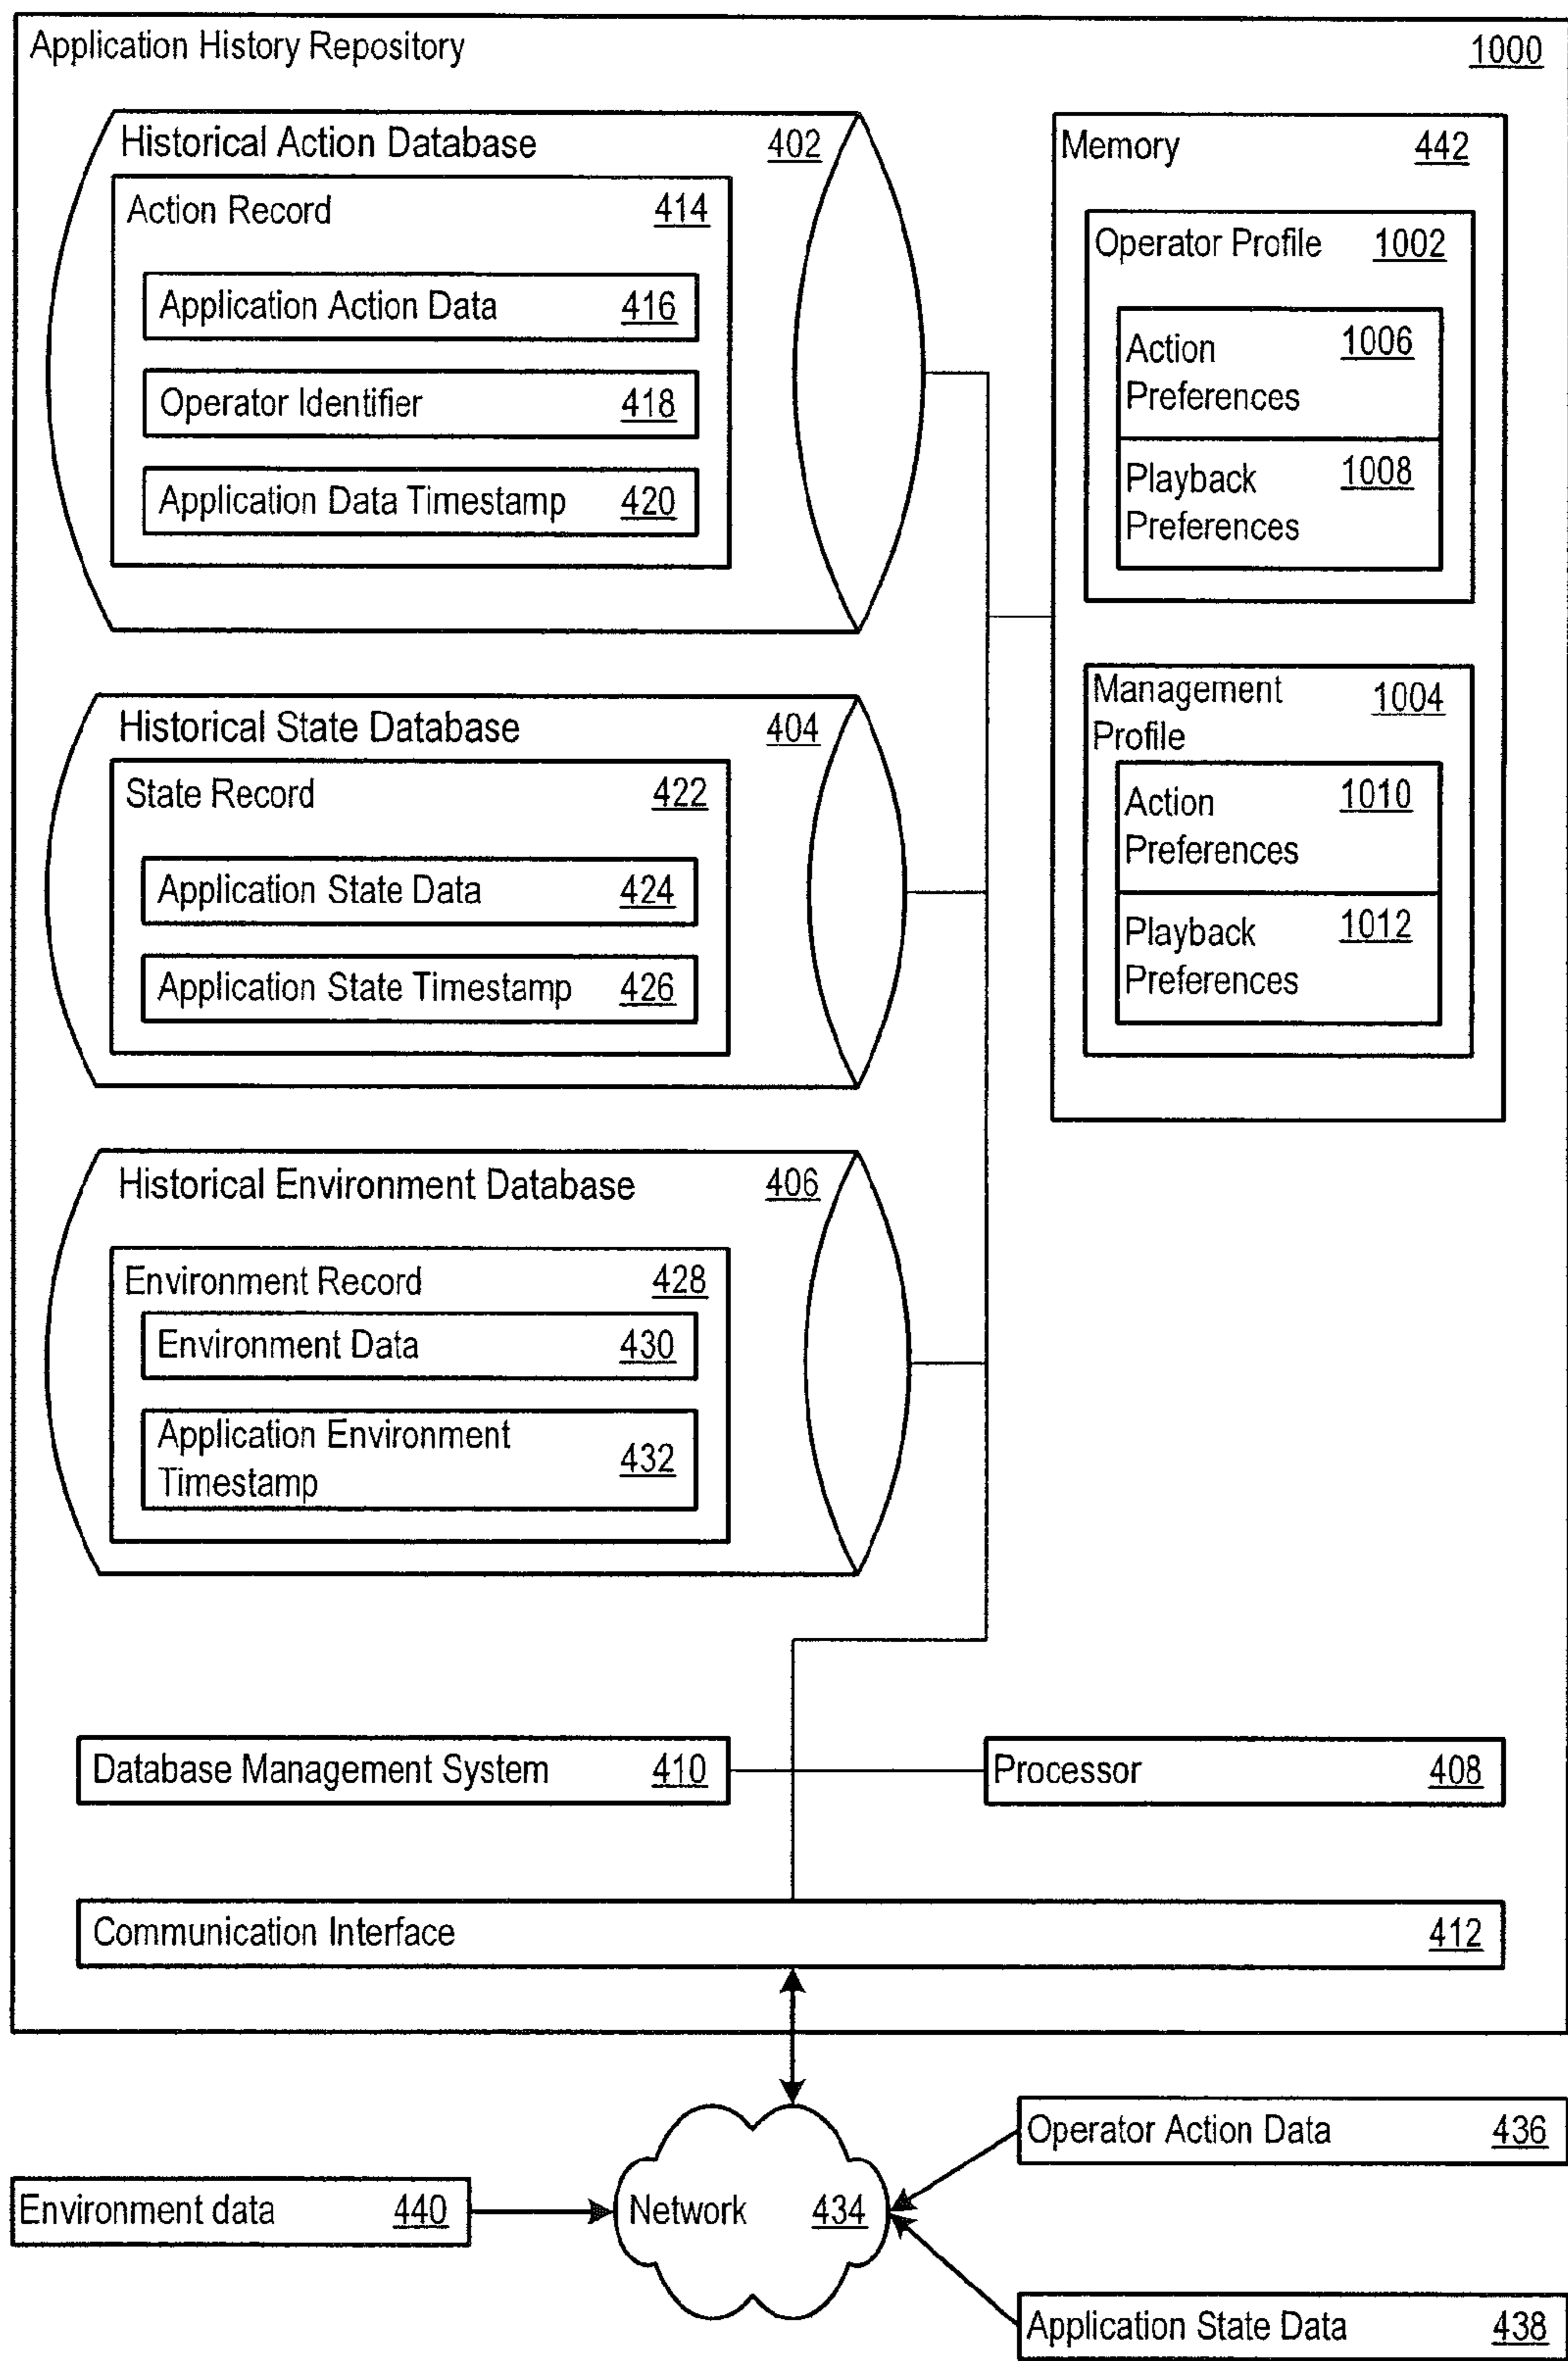 Application History Repository 1000
Historical Action Database 402
Action Record 414
Application Action Data 416
Operator Identifier 418
Application Data Timestamp 420
Memory 442
Operator Profile 1002
Action 1006
Preferences
Playback 1008
Preferences
Management 1004
Profile
Action 1010
Preferences
Playback 1012
Preferences
Historical State Database 404
State Record 422
Application State Data 424
Application State Timestamp 426
Historical Environment Database 406
Environment Record 428
Environment Data 430
Application Environment
Timestamp 432
Database Management System 410
Processor 408
Communication Interface 412
Operator Action Data 436
Environment data 440
Network 434
Application State Data 438